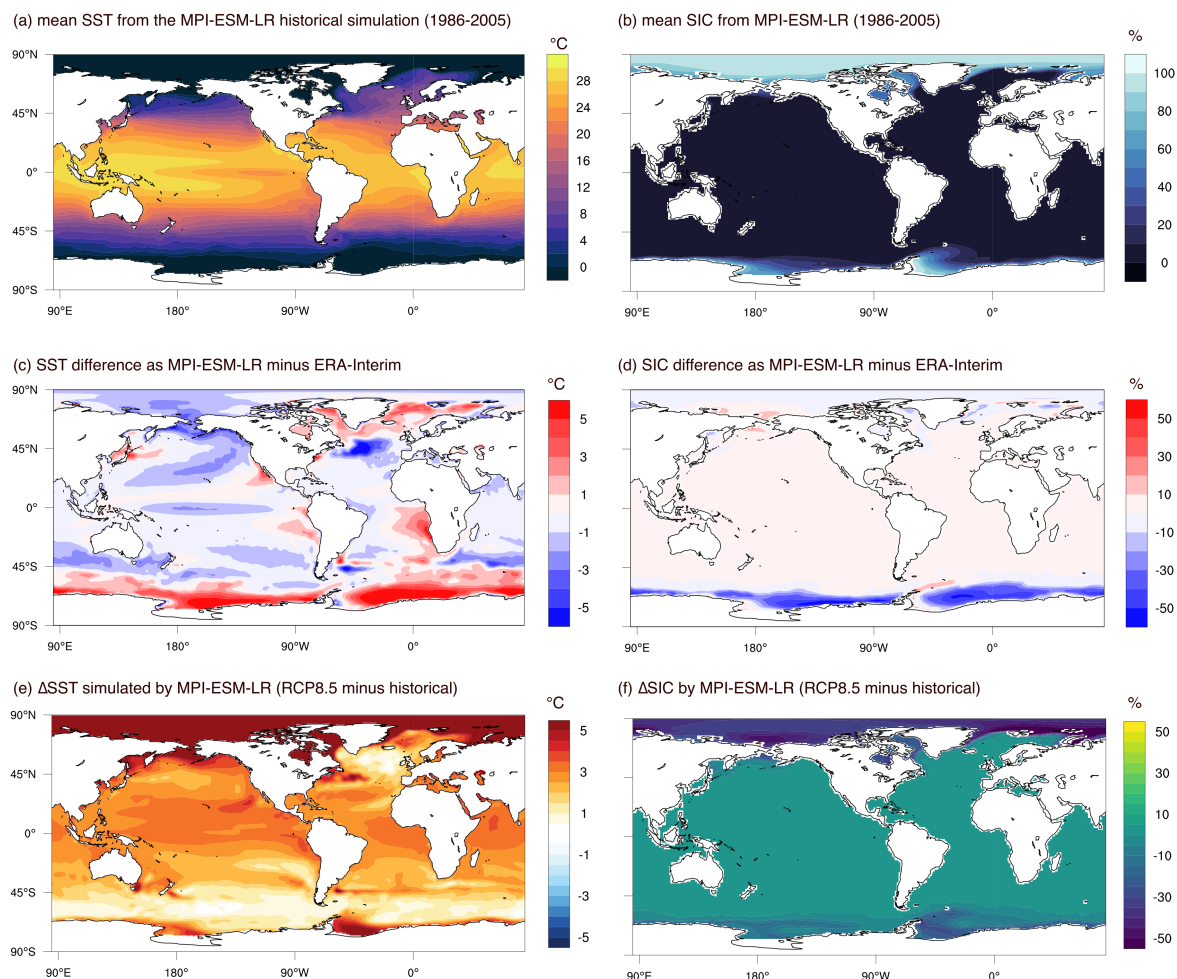 (a) mean SST from the MPI-ESM-LR historical simulation (1986-2005)
°C
90°N
45°N
0°
45°S
90°S
90°E
180°
90°W
0°
28
24
20
16
12
8
4
0
(b) mean SIC from MPI-ESM-LR (1986-2005)
%
90°E
180°
90°W
0°
100
80
60
40
20
0
(c) SST difference as MPI-ESM-LR minus ERA-Interim
°C
90°N
45°N
0°
45°S
90°S
90°E
180°
90°W
0°
5
3
1
-1
-3
-5
(d) SIC difference as MPI-ESM-LR minus ERA-Interim
%
90°E
180°
90°W
0°
50
30
10
-10
-30
-50
(e) ΔSST simulated by MPI-ESM-LR (RCP8.5 minus historical)
°C
90°N
45°N
0°
45°S
90°S
90°E
180°
90°W
0°
5
3
1
-1
-3
-5
(f) ΔSIC by MPI-ESM-LR (RCP8.5 minus historical)
%
90°E
180°
90°W
0°
50
30
10
-10
-30
-50